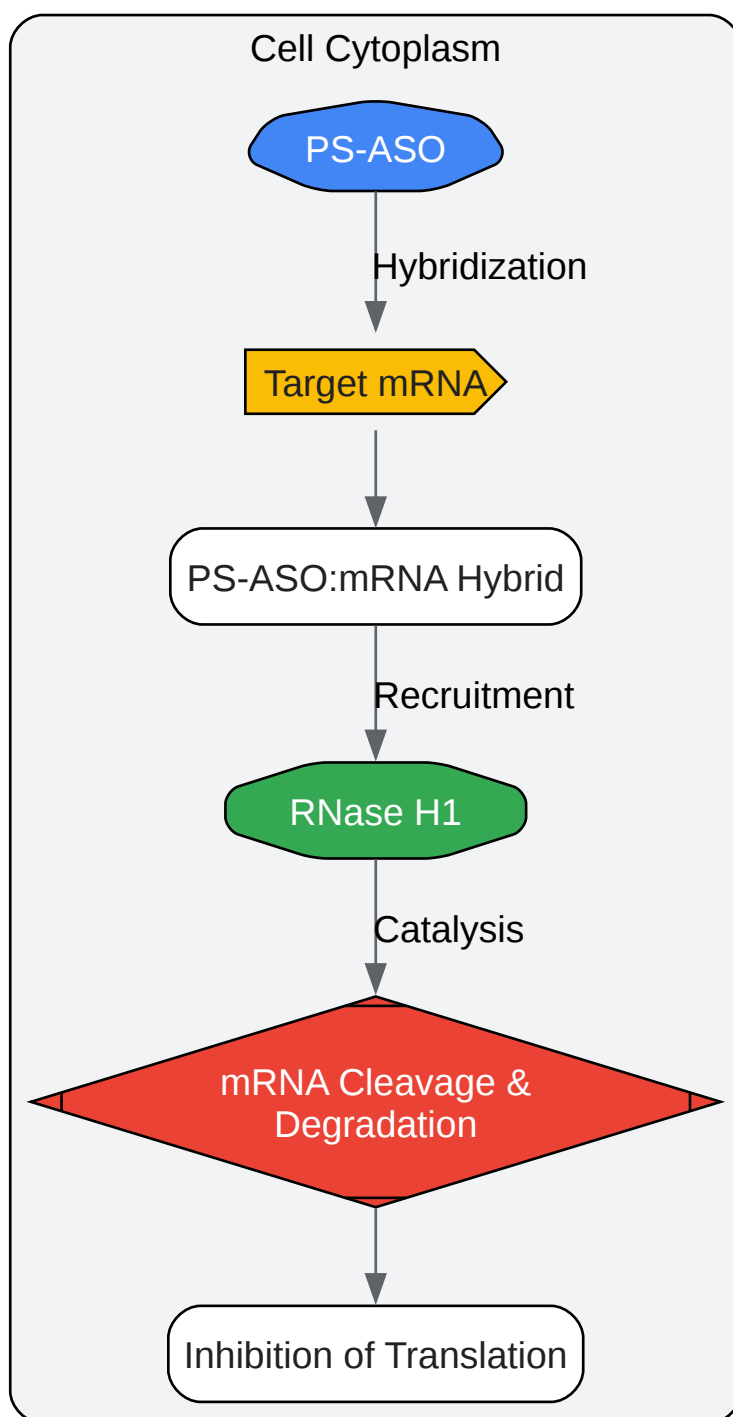 Cell Cytoplasm
PS-ASO
Hybridization
Target mRNA
PS-ASO:mRNA Hybrid
Recruitment
RNase H1
Catalysis
mRNA Cleavage &
Degradation
Inhibition of Translation